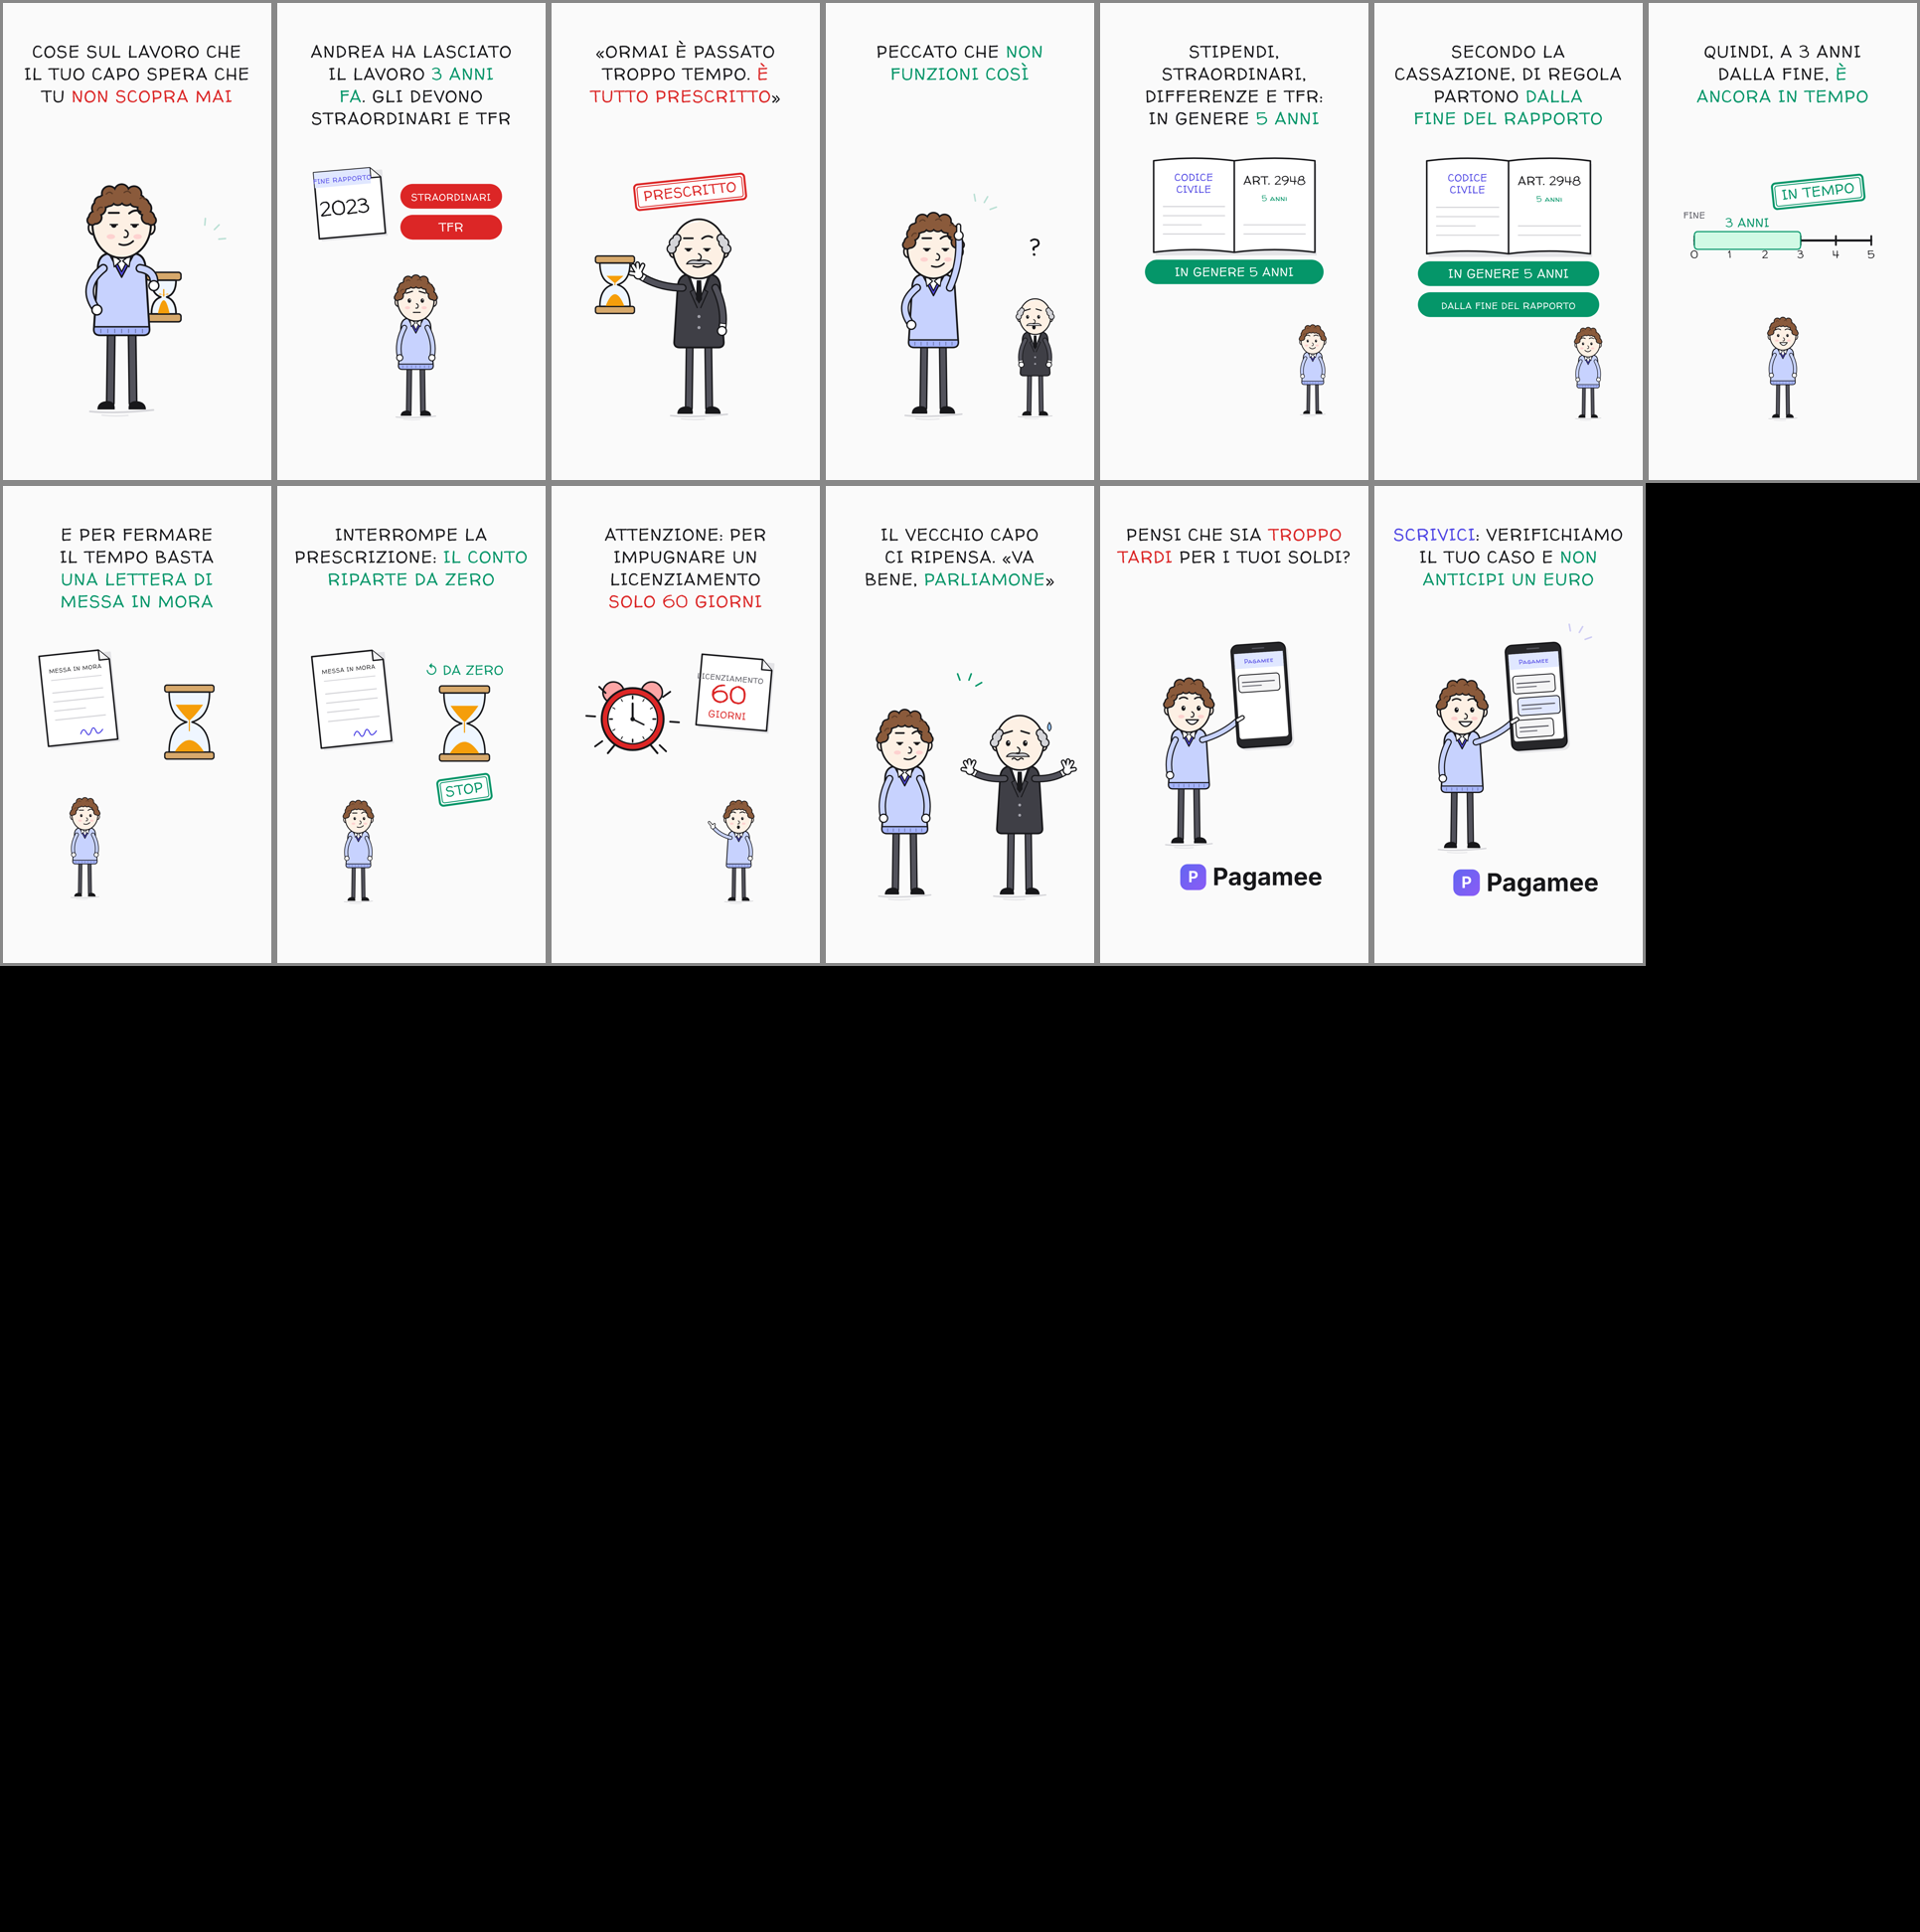 COSE SUL LAVORO CHE
IL TUO CAPO SPERA CHE
TU NON SCOPRA MAI
ANDREA HA LASCIATO
IL LAVORO 3 ANNI
FA. GLI DEVONO
STRAORDINARI E TFR
FINE RAPPORTO
2023
STRAORDINARI
TFR
«ORMAI È PASSATO
TROPPO TEMPO. È
TUTTO PRESCRITTO»
PRESCRITTO
PECCATO CHE NON
FUNZIONI COSÌ
?
STIPENDI,
STRAORDINARI,
DIFFERENZE E TFR:
IN GENERE 5 ANNI
CODICE
CIVILE
ART. 2948
5 ANNI
IN GENERE 5 ANNI
SECONDO LA
CASSAZIONE, DI REGOLA
PARTONO DALLA
FINE DEL RAPPORTO
CODICE
CIVILE
ART. 2948
5 ANNI
IN GENERE 5 ANNI
DALLA FINE DEL RAPPORTO
QUINDI, A 3 ANNI
DALLA FINE, È
ANCORA IN TEMPO
IN TEMPO
FINE
3 ANNI
0 1 2 3 4 5
E PER FERMARE
IL TEMPO BASTA
UNA LETTERA DI
MESSA IN MORA
MESSA IN MORA
INTERROMPE LA
PRESCRIZIONE: IL CONTO
RIPARTE DA ZERO
MESSA IN MORA
↺ DA ZERO
STOP
ATTENZIONE: PER
IMPUGNARE UN
LICENZIAMENTO
SOLO 60 GIORNI
LICENZIAMENTO
60
GIORNI
IL VECCHIO CAPO
CI RIPENSA. «VA
BENE, PARLIAMONE»
PENSI CHE SIA TROPPO
TARDI PER I TUOI SOLDI?
PAGAMEE
P Pagamee
SCRIVICI: VERIFICHIAMO
IL TUO CASO E NON
ANTICIPI UN EURO
PAGAMEE
P Pagamee